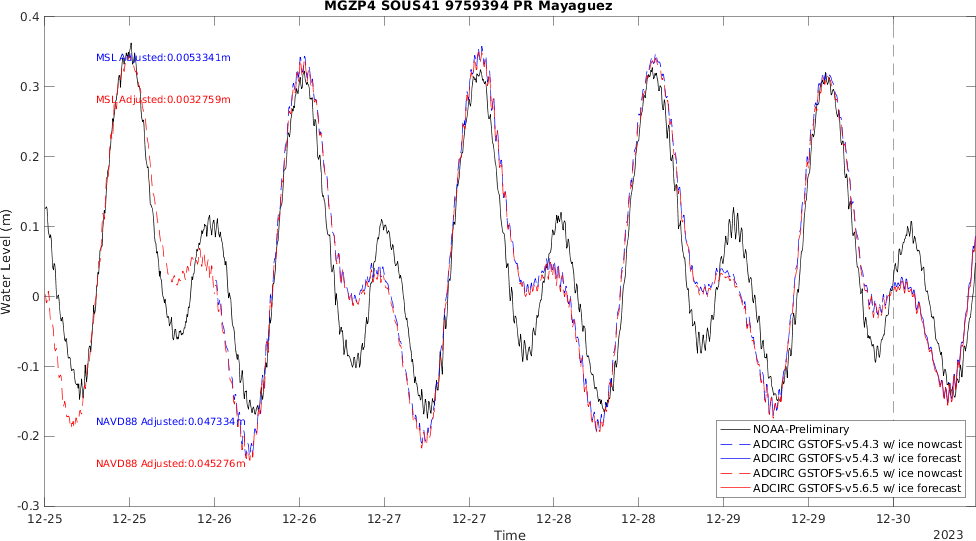 MGZP4 SOUS41 9759394 PR Mayaguez
0.4
0.3
0.2
0.1
0
-0.1
-0.2
-0.3
Water Level (m)
MSL Adjusted:0.0053341m
MSL Adjusted:0.0032759m
NAVD88 Adjusted:0.047334m
NAVD88 Adjusted:0.045276m
NOAA-Preliminary
ADCIRC GSTOFS-v5.4.3 w/ ice nowcast
ADCIRC GSTOFS-v5.4.3 w/ ice forecast
ADCIRC GSTOFS-v5.6.5 w/ ice nowcast
ADCIRC GSTOFS-v5.6.5 w/ ice forecast
12-25 12-25 12-26 12-26 12-27 12-27 12-28 12-28 12-29 12-29 12-30
Time
2023